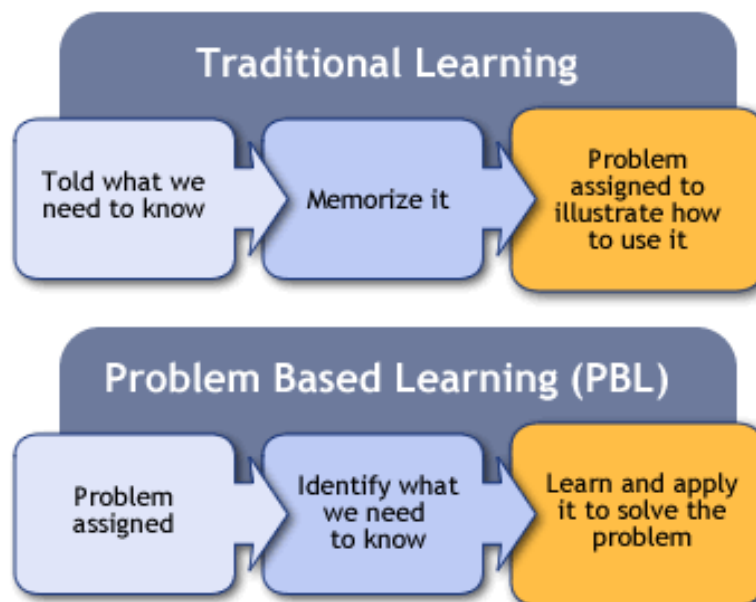 Traditional Learning
Told what we
need to know
Memorize it
Problem
assigned to
illustrate how
to use it
Problem Based Learning (PBL)
Problem
assigned
Identify what
we need
to know
Learn and apply
it to solve the
problem